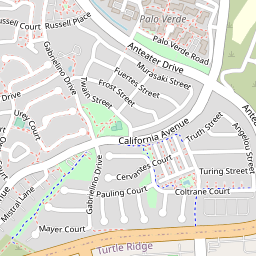 Russell Court
Russell Place
Palo Verde
Anteater Drive
Palo Verde Road
Gabrielino Drive
Murasaki Street
Fuertes Street
Frost Street
Twain Street
Drive
Urey Court
California Avenue
Truth Street
Angelou Street
Ante
Cervantes Court
Turing Street
Gabrielino Drive
Pauling Court
Coltrane Court
Mistral Lane
Mayer Court
Turtle Ridge